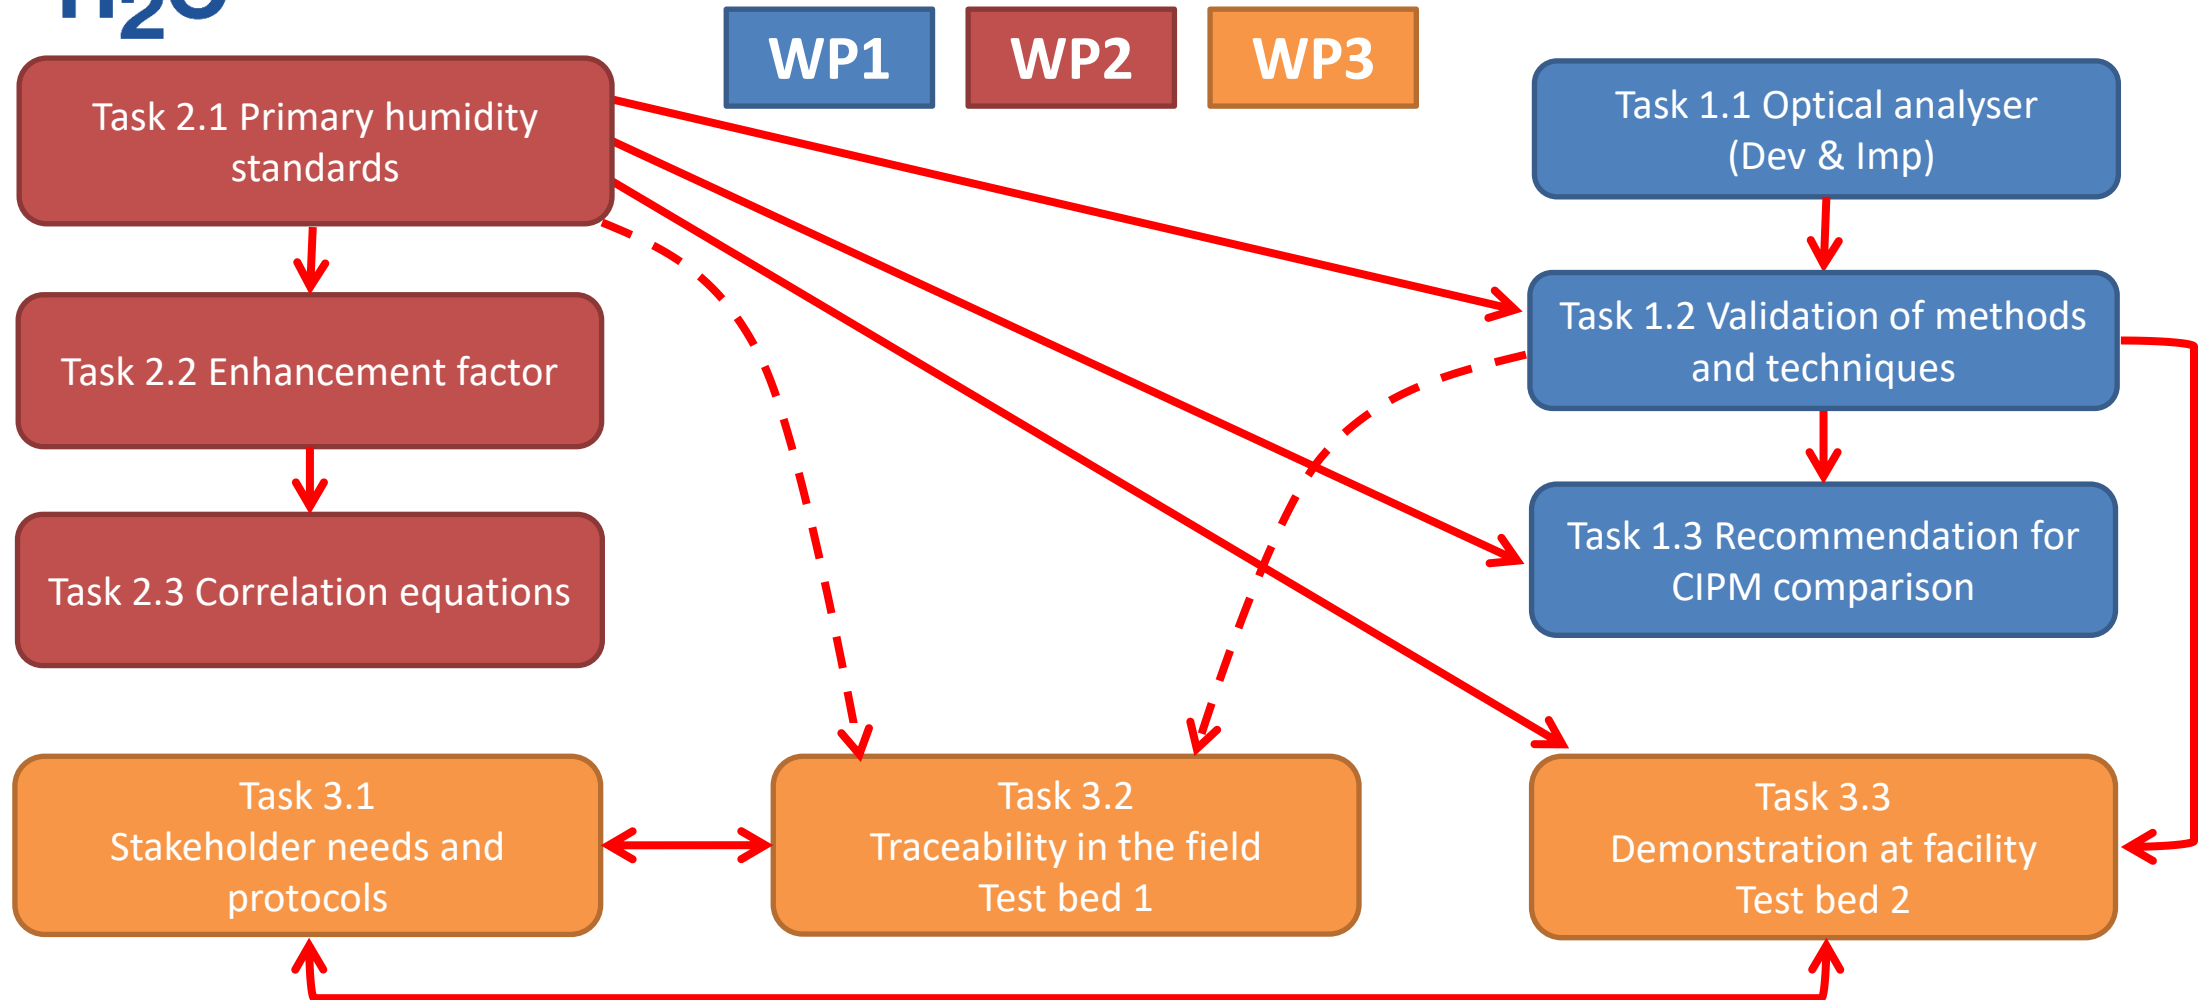 H2O
WP1
WP2
WP3
Task 2.1 Primary humidity
standards
Task 1.1 Optical analyser
(Dev & Imp)
Task 2.2 Enhancement factor
Task 1.2 Validation of methods
and techniques
Task 2.3 Correlation equations
Task 1.3 Recommendation for
CIPM comparison
Task 3.1
Stakeholder needs and
protocols
Task 3.2
Traceability in the field
Test bed 1
Task 3.3
Demonstration at facility
Test bed 2